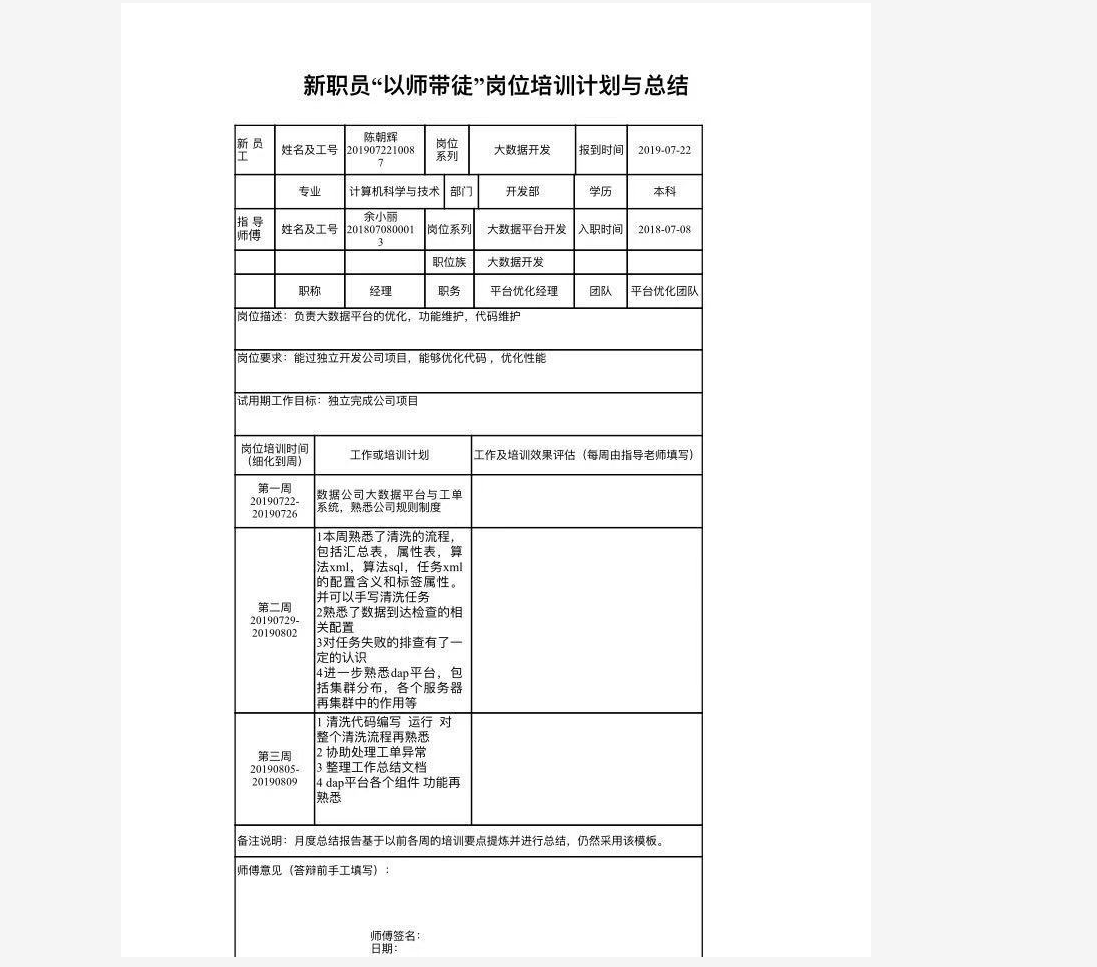 新职员“以师带徒”岗位培训计划与总结
新 员
工
姓名及工号
陈朝辉
201907221008
7
岗位
系列
大数据开发
报到时间
2019-07-22
专业
计算机科学与技术
部门
开发部
学历
本科
指 导
师傅
姓名及工号
余小丽
201807080001
3
岗位系列
大数据平台开发
入职时间
2018-07-08
职位族
大数据开发
职称
经理
职务
平台优化经理
团队
平台优化团队
岗位描述：负责大数据平台的优化，功能维护，代码维护
岗位要求：能过独立开发公司项目，能够优化代码 ，优化性能
试用期工作目标：独立完成公司项目
岗位培训时间
（细化到周）
工作或培训计划
工作及培训效果评估（每周由指导老师填写）
第一周
20190722-
20190726
数据公司大数据平台与工单
系统，熟悉公司规则制度
第二周
20190729-
20190802
1本周熟悉了清洗的流程，
包括汇总表，属性表，算
法xml，算法sql，任务xml
的配置含义和标签属性。
并可以手写清洗任务
2熟悉了数据到达检查的相
关配置
3对任务失败的排查有了一
定的认识
4进一步熟悉dap平台，包
括集群分布，各个服务器
再集群中的作用等
第三周
20190805-
20190809
1 清洗代码编写 运行 对
整个清洗流程再熟悉
2 协助处理工单异常
3 整理工作总结文档
4 dap平台各个组件 功能再
熟悉
备注说明：月度总结报告基于以前各周的培训要点提炼并进行总结，仍然采用该模板。
师傅意见（答辩前手工填写）：
师傅签名：
日期：